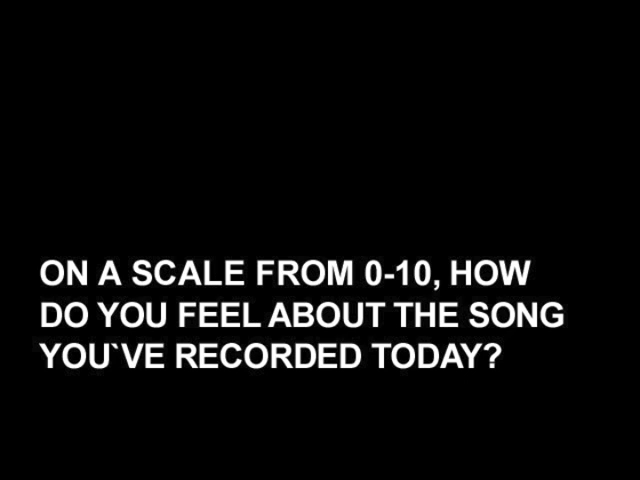 ON A SCALE FROM 0-10, HOW
DO YOU FEEL ABOUT THE SONG
YOU`VE RECORDED TODAY?